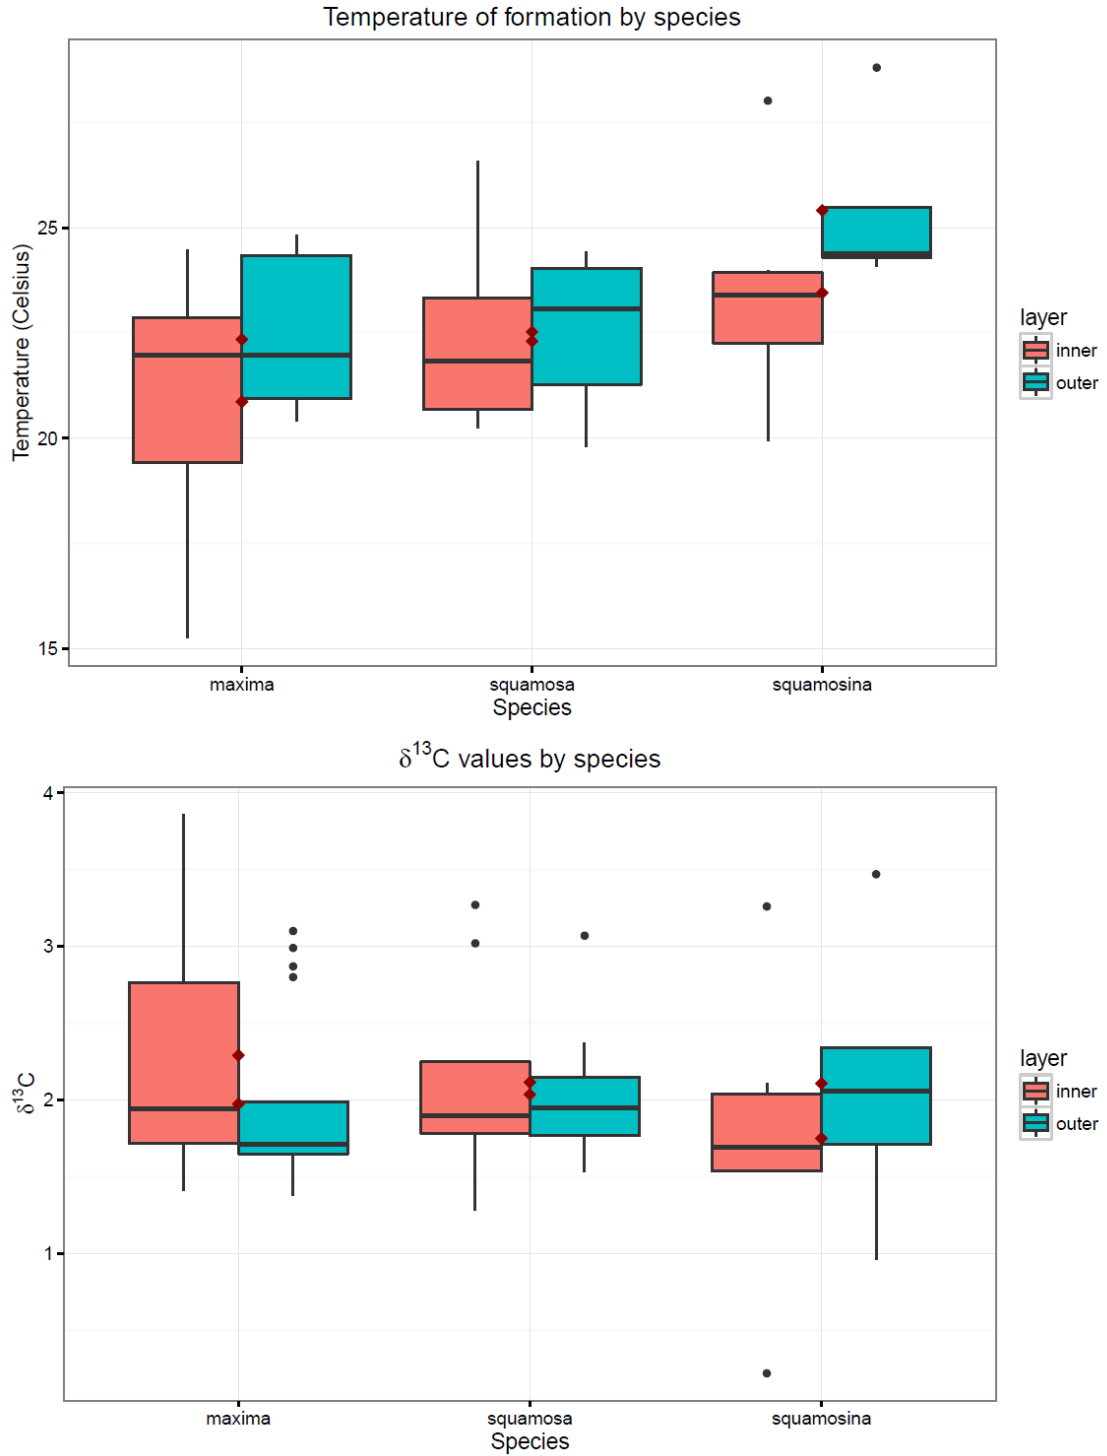 Temperature of formation by species
Temperature (Celsius)
25
20
15
maxima
squamosa
squamosina
Species
layer
inner
outer
δ¹³C values by species
δ¹³C
4
3
2
1
maxima
squamosa
squamosina
Species
layer
inner
outer